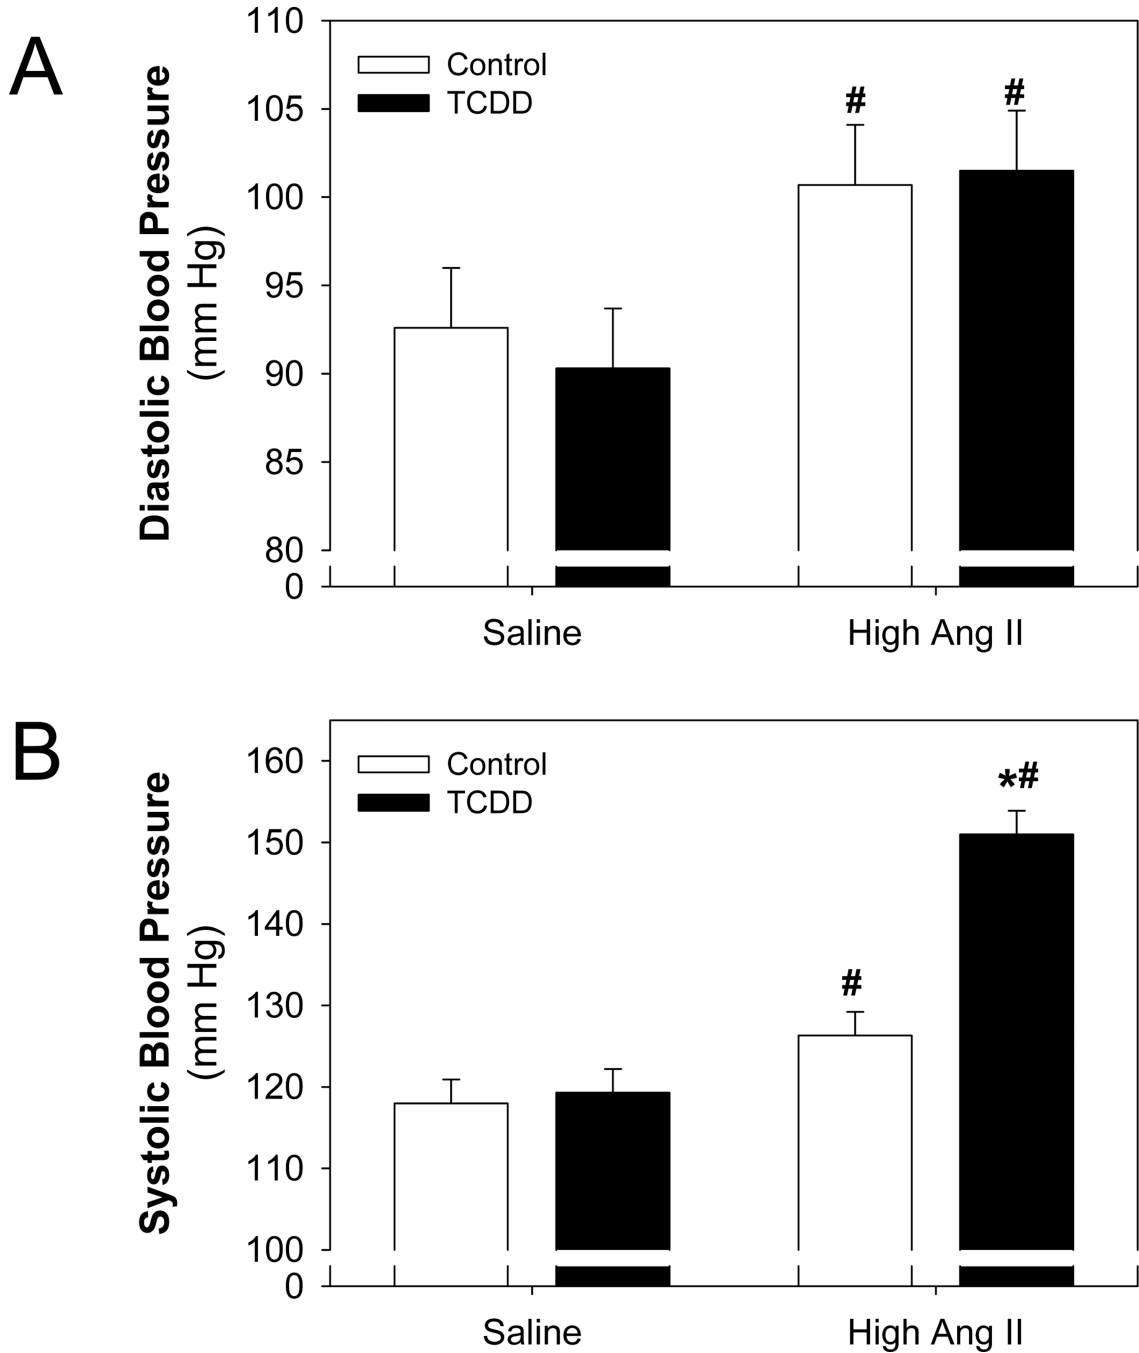 A
Diastolic Blood Pressure
(mm Hg)
110
105
100
95
90
85
80
0
Control
TCDD
#
#
Saline
High Ang II
B
Systolic Blood Pressure
(mm Hg)
160
150
140
130
120
110
100
0
Control
TCDD
#
*#
Saline
High Ang II